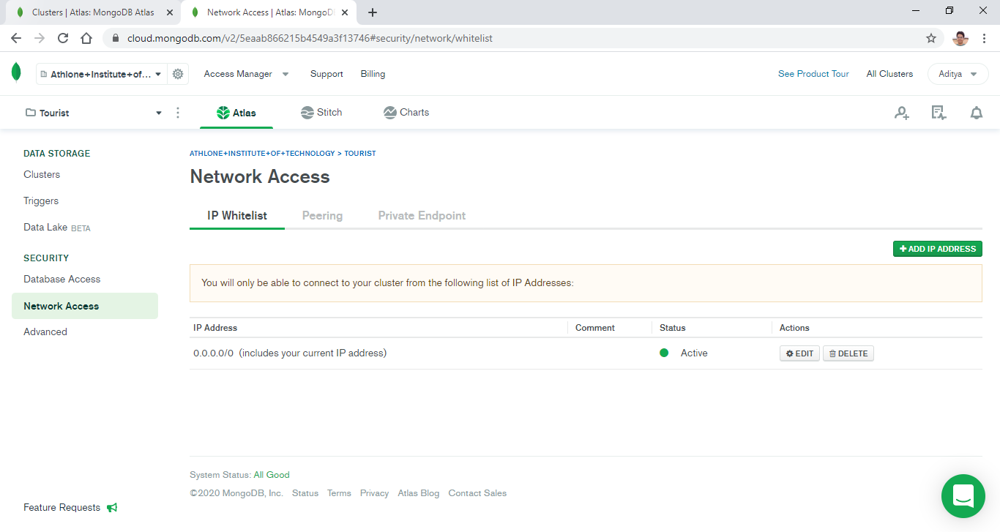 Clusters | Atlas: MongoDB Atlas
Network Access | Atlas: MongoD
cloud.mongodb.com/v2/5eaab866215b4549a3f13746#security/network/whitelist
Athlone+Institute+of... Access Manager Support Billing See Product Tour All Clusters Aditya
Tourist Atlas Stitch Charts
DATA STORAGE
Clusters
Triggers
Data Lake BETA
SECURITY
Database Access
Network Access
Advanced
Feature Requests
ATHLONE+INSTITUTE+OF+TECHNOLOGY > TOURIST
Network Access
IP Whitelist Peering Private Endpoint
+ ADD IP ADDRESS
You will only be able to connect to your cluster from the following list of IP Addresses:
IP Address Comment Status Actions
0.0.0.0/0 (includes your current IP address) Active EDIT DELETE
System Status: All Good
©2020 MongoDB, Inc. Status Terms Privacy Atlas Blog Contact Sales